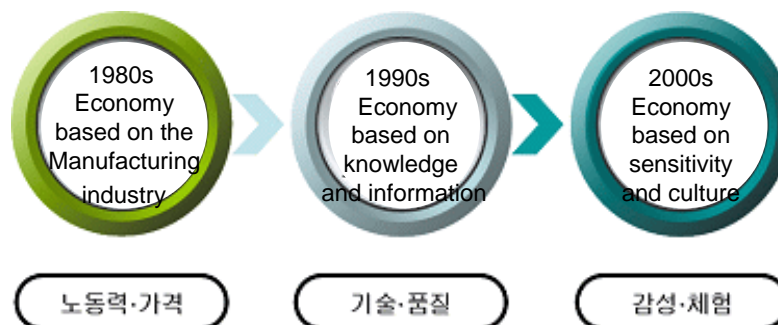 1980s
Economy
based on the
Manufacturing
industry
1990s
Economy
based on
knowledge
and information
2000s
Economy
based on
sensitivity
and culture
노동력·가격
기술·품질
감성·체험